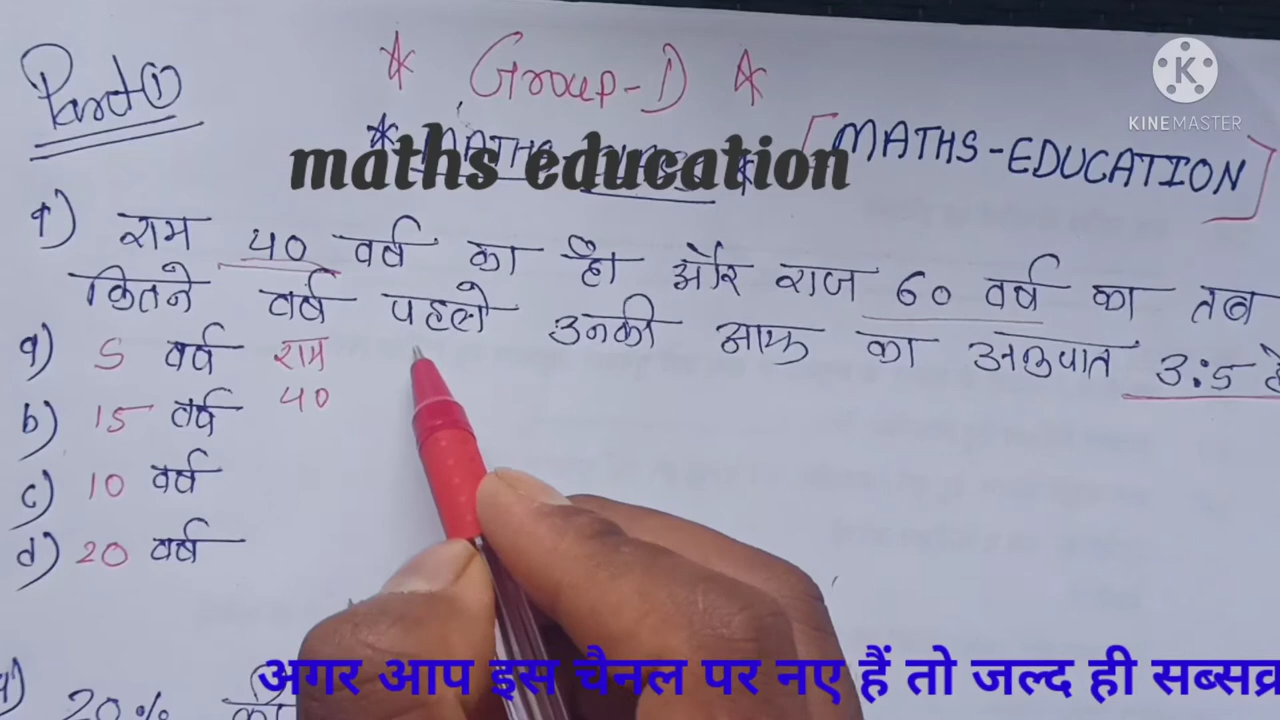 Part ①
* Group-D *
KINEMASTER
maths education
[MATHS-EDUCATION]
१) राम 40 वर्ष का है। और राज 60 वर्ष का तब
कितने वर्ष पहले उनकी आयु का अनुपात 3:5 है
a) 5 वर्ष राम
b) 15 वर्ष 40
c) 10 वर्ष
d) 20 वर्ष
20% की
अगर आप इस चैनल पर नए हैं तो जल्द ही सब्सक्र